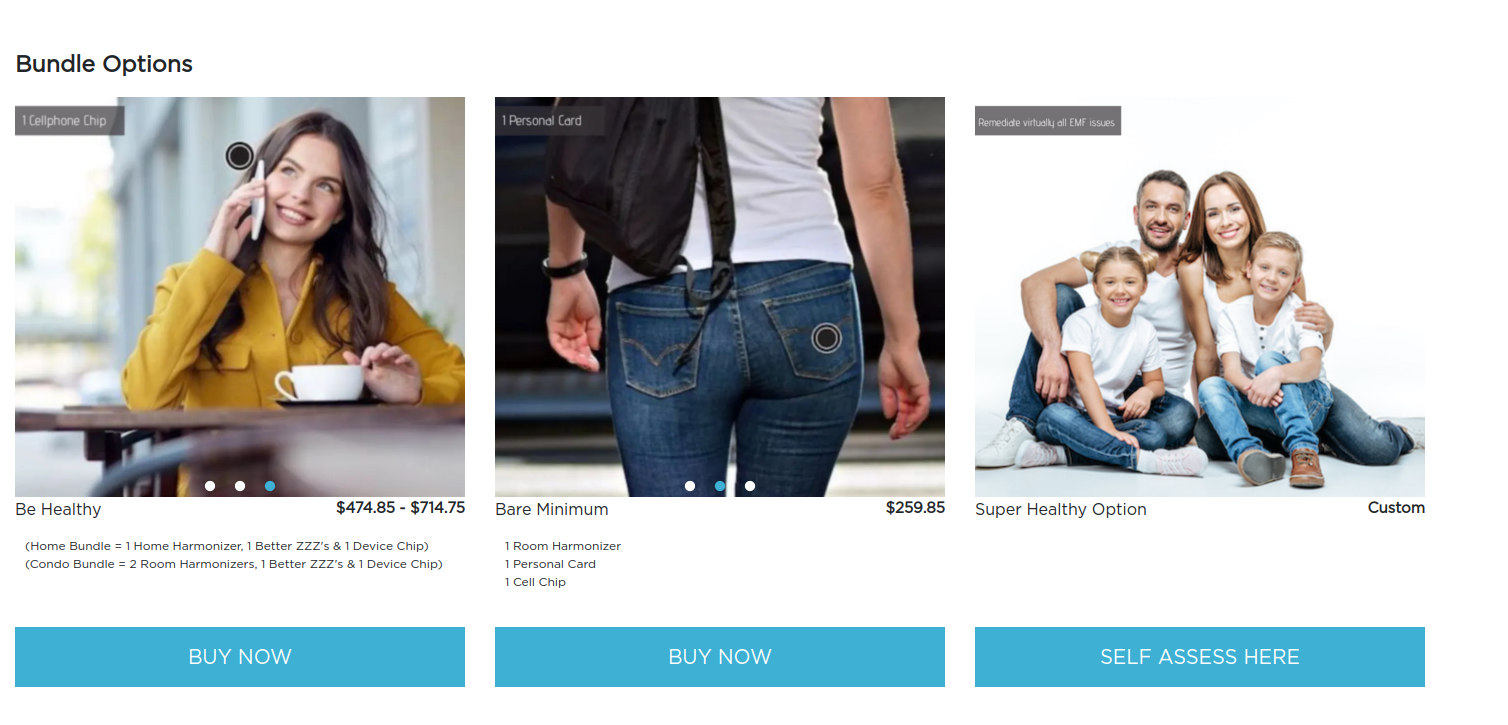 Bundle Options
1 Cellphone Chip
1 Personal Card
Remediate virtually all EMF issues
Be Healthy
$474.85 - $714.75
(Home Bundle = 1 Home Harmonizer, 1 Better ZZZ's & 1 Device Chip)
(Condo Bundle = 2 Room Harmonizers, 1 Better ZZZ's & 1 Device Chip)
BUY NOW
Bare Minimum
$259.85
1 Room Harmonizer
1 Personal Card
1 Cell Chip
BUY NOW
Super Healthy Option
Custom
SELF ASSESS HERE